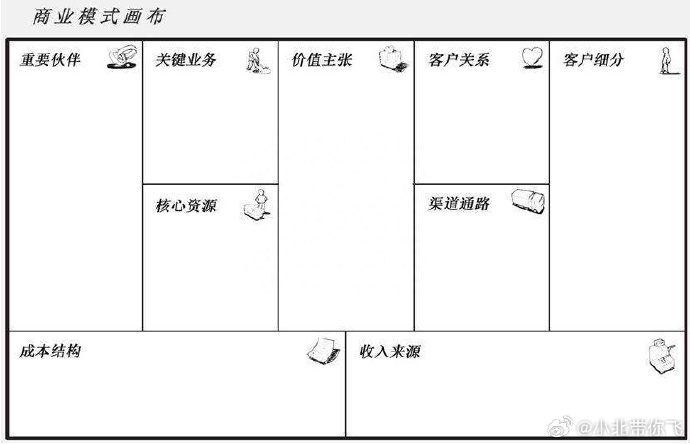 商业模式画布
重要伙伴
关键业务
价值主张
客户关系
客户细分
核心资源
渠道通路
成本结构
收入来源
@小北带你飞